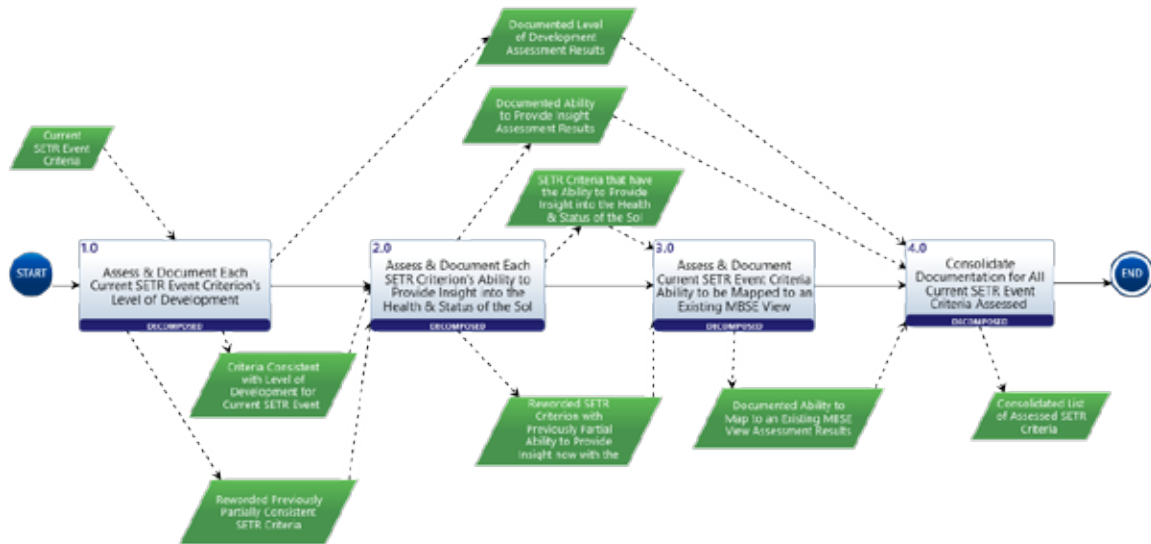 Documented Level
of Development
Assessment Results
Documented Ability
to Provide Insight
Assessment Results
Current
SETR Event
Criteria
SETR Criteria that have
the Ability to Provide
Insight into the Health
& Status of the SoI
START
1.0
Assess & Document Each
Current SETR Event Criterion's
Level of Development
DECOMPOSED
2.0
Assess & Document Each
SETR Criterion's Ability to
Provide Insight into the
Health & Status of the SoI
DECOMPOSED
3.0
Assess & Document
Current SETR Event Criteria
Ability to be Mapped to an
Existing MBSE View
DECOMPOSED
4.0
Consolidate
Documentation for All
Current SETR Event
Criteria Assessed
DECOMPOSED
END
Criteria Consistent
with Level of
Development for
Current SETR Event
Reworded SETR
Criterion with
Previously Partial
Ability to Provide
Insight now with the
Documented Ability to
Map to an Existing MBSE
View Assessment Results
Consolidated List
of Assessed SETR
Criteria
Reworded Previously
Partially Consistent
SETR Criteria